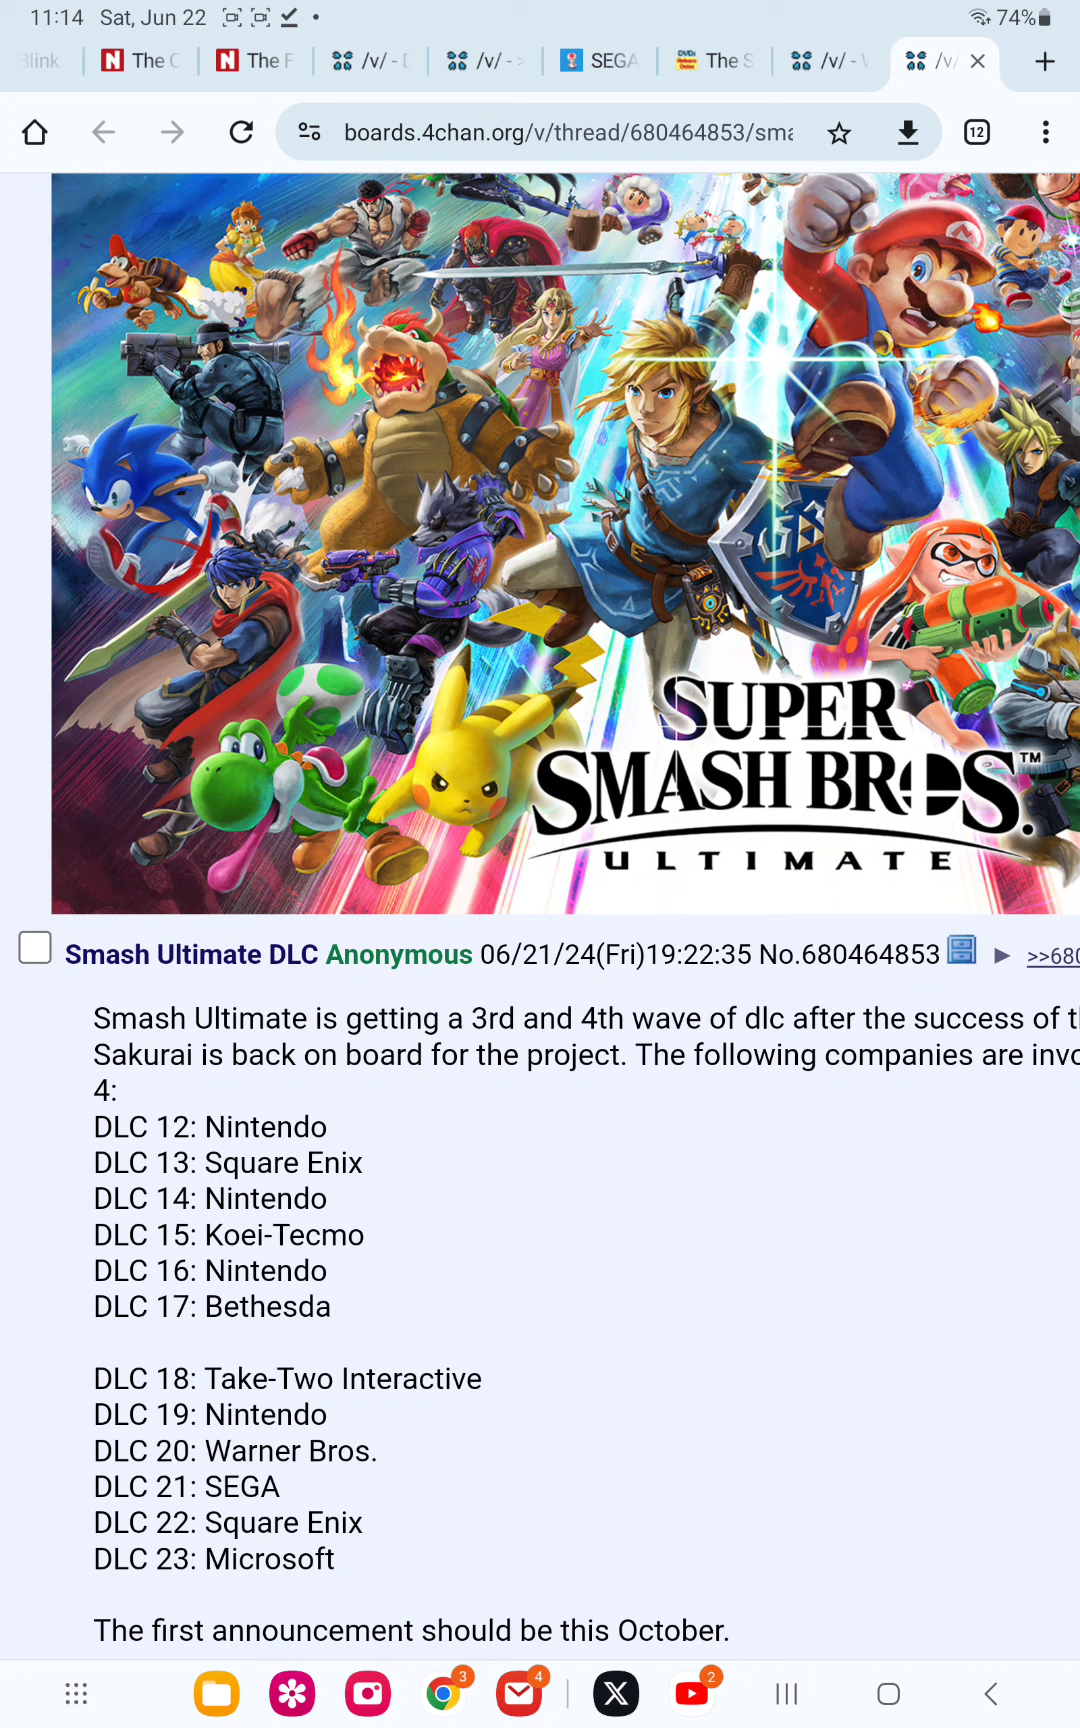 11:14 Sat, Jun 22
74%
Blink
The C
The F
/v/ - D
/v/ - >
SEGA
The S
/v/ - V
/v/
boards.4chan.org/v/thread/680464853/sma
12
SUPER
SMASH BROS.™
ULTIMATE
Smash Ultimate DLC Anonymous 06/21/24(Fri)19:22:35 No.680464853 ▶ >>680
Smash Ultimate is getting a 3rd and 4th wave of dlc after the success of t
Sakurai is back on board for the project. The following companies are invo
4:
DLC 12: Nintendo
DLC 13: Square Enix
DLC 14: Nintendo
DLC 15: Koei-Tecmo
DLC 16: Nintendo
DLC 17: Bethesda
DLC 18: Take-Two Interactive
DLC 19: Nintendo
DLC 20: Warner Bros.
DLC 21: SEGA
DLC 22: Square Enix
DLC 23: Microsoft
The first announcement should be this October.
3
4
2